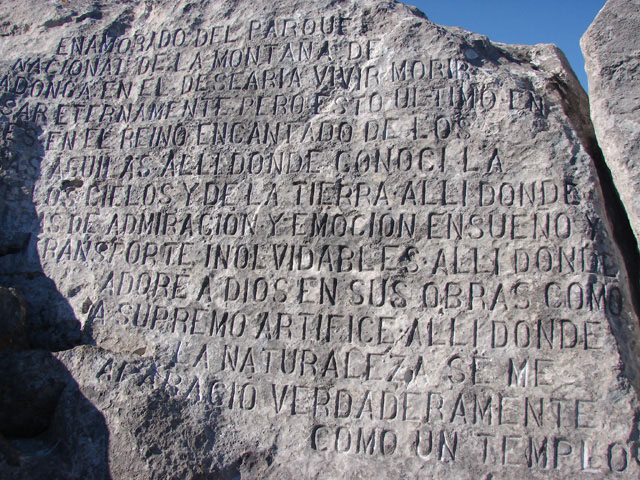 ENAMORADO DEL PARQUE
NACIONAL DE LA MONTAÑA DE
ADONGA EN EL DESEARIA VIVIR MORIR
SAR ETERNAMENTE PERO ESTO ULTIMO EN
EN EL REINO ENCANTADO DE LOS
AGUILAS ALLI DONDE CONOCI LA
LOS CIELOS Y DE LA TIERRA ALLI DONDE
AS DE ADMIRACION Y EMOCION ENSUEÑO Y
TRANSPORTE INOLVIDABLES ALLI DONDE
ADORE A DIOS EN SUS OBRAS COMO
A SUPREMO ARTIFICE ALLI DONDE
LA NATURALEZA SE ME
APARACIO VERDADERAMENTE
COMO UN TEMPLO